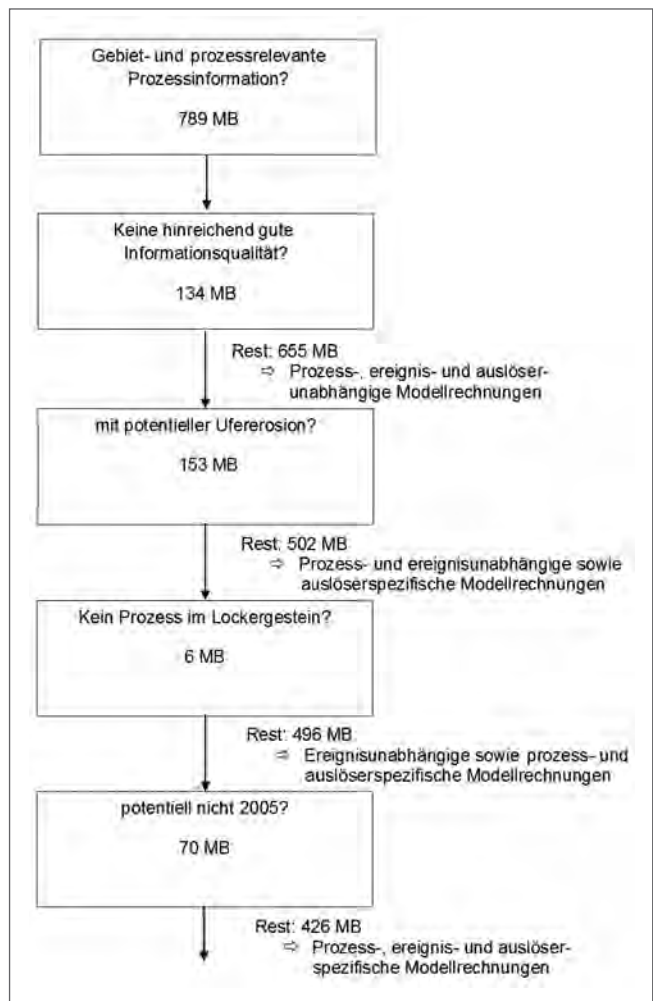 Gebiet- und prozessrelevante
Prozessinformation?
789 MB
Keine hinreichend gute
Informationsqualität?
134 MB
Rest: 655 MB
⇨ Prozess-, ereignis- und auslöser-
unabhängige Modellrechnungen
mit potentieller Ufererosion?
153 MB
Rest: 502 MB
⇨ Prozess- und ereignisunabhängige sowie
auslöserspezifische Modellrechnungen
Kein Prozess im Lockergestein?
6 MB
Rest: 496 MB
⇨ Ereignisunabhängige sowie prozess- und
auslöserspezifische Modellrechnungen
potentiell nicht 2005?
70 MB
Rest: 426 MB
⇨ Prozess-, ereignis- und auslöser-
spezifische Modellrechnungen